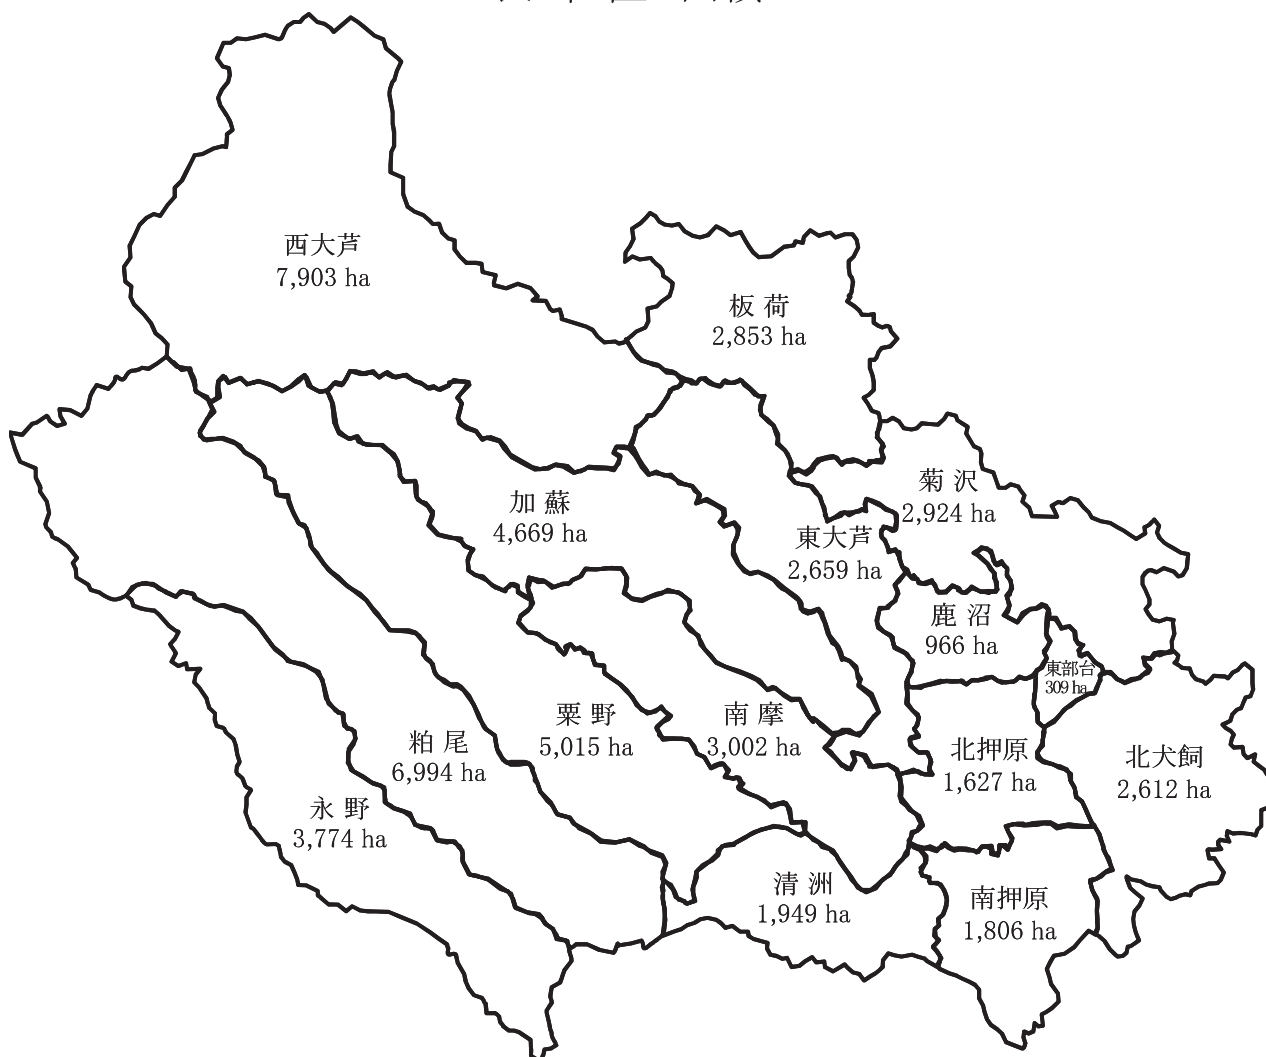 西大芦
7,903 ha
板荷
2,853 ha
菊沢
2,924 ha
加蘇
4,669 ha
東大芦
2,659 ha
鹿沼
966 ha
東部台
309 ha
粟野
5,015 ha
南摩
3,002 ha
粕尾
6,994 ha
北押原
1,627 ha
北犬飼
2,612 ha
永野
3,774 ha
清洲
1,949 ha
南押原
1,806 ha